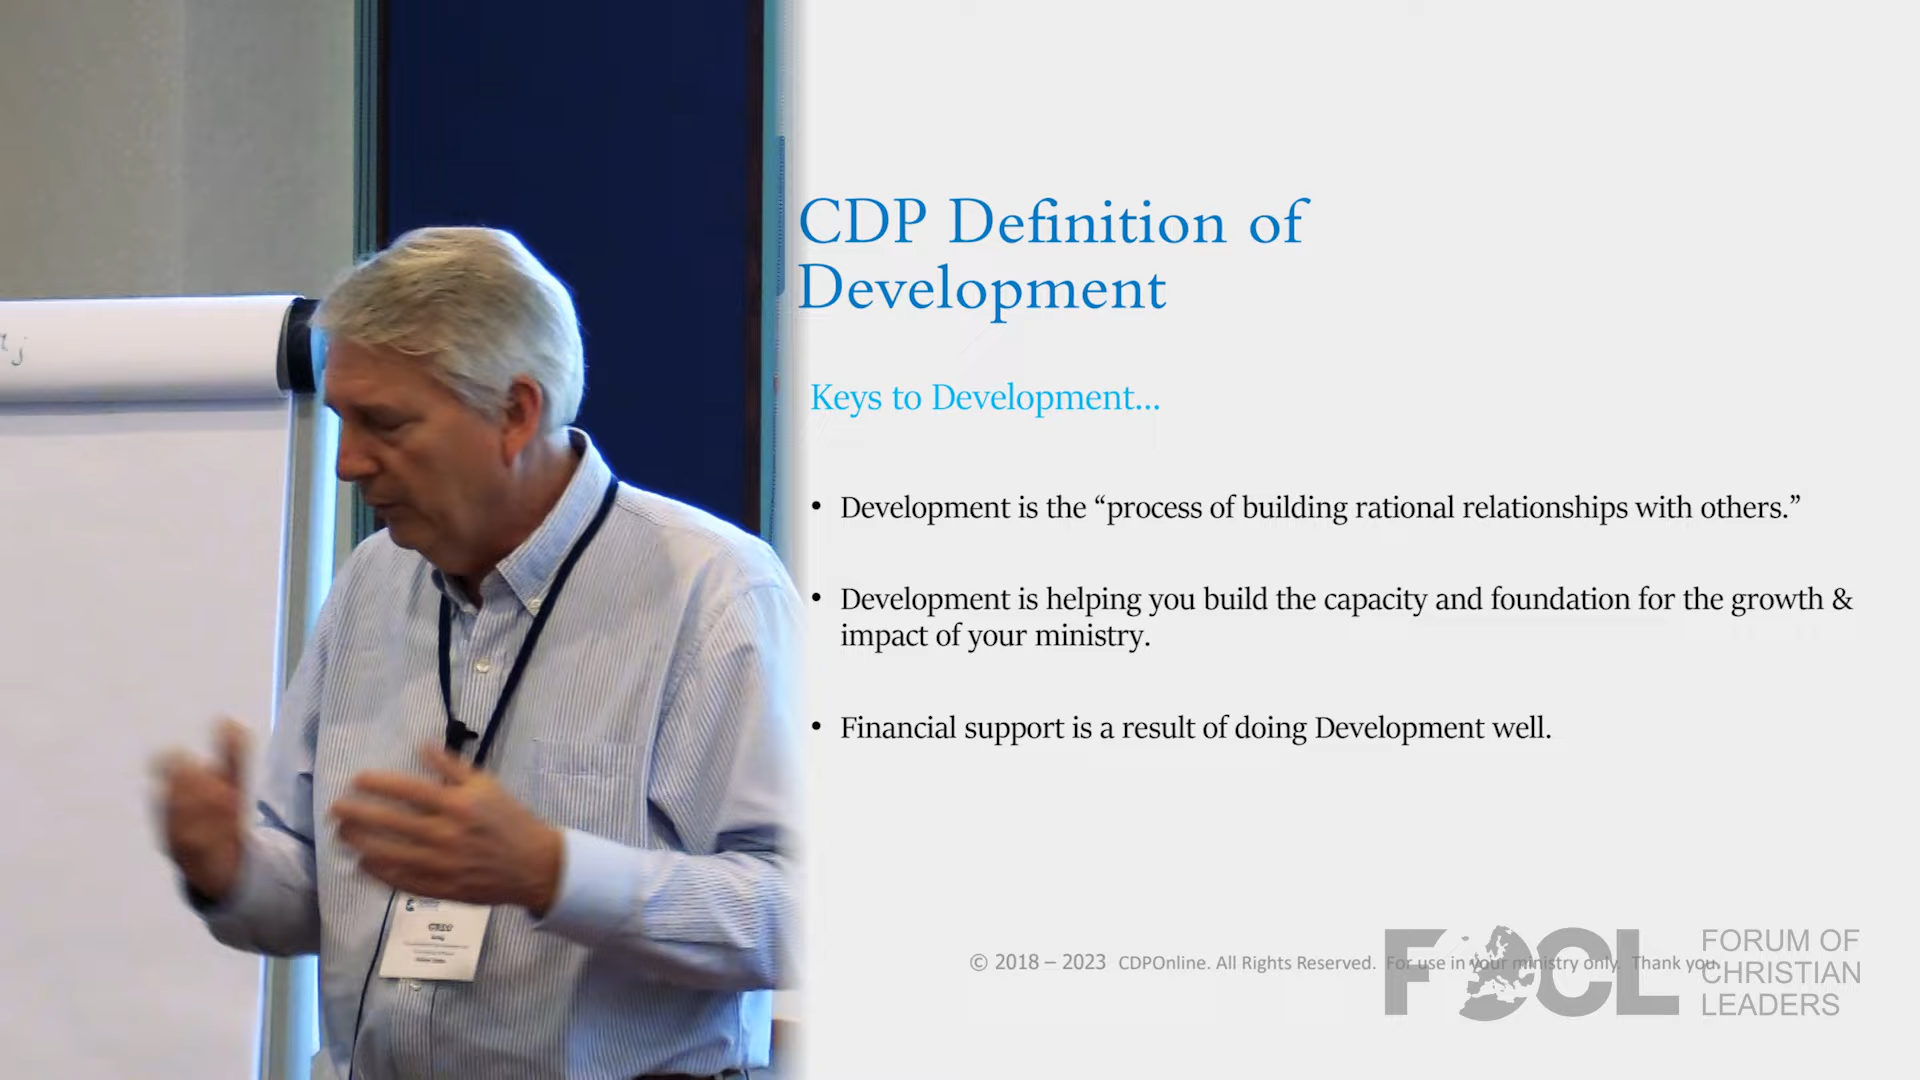 CDP Definition of
Development
Keys to Development...
• Development is the “process of building rational relationships with others.”
• Development is helping you build the capacity and foundation for the growth &
impact of your ministry.
• Financial support is a result of doing Development well.
© 2018 – 2023 CDPOnline. All Rights Reserved. For use in your ministry only. Thank you.
FOCL
FORUM OF
CHRISTIAN
LEADERS